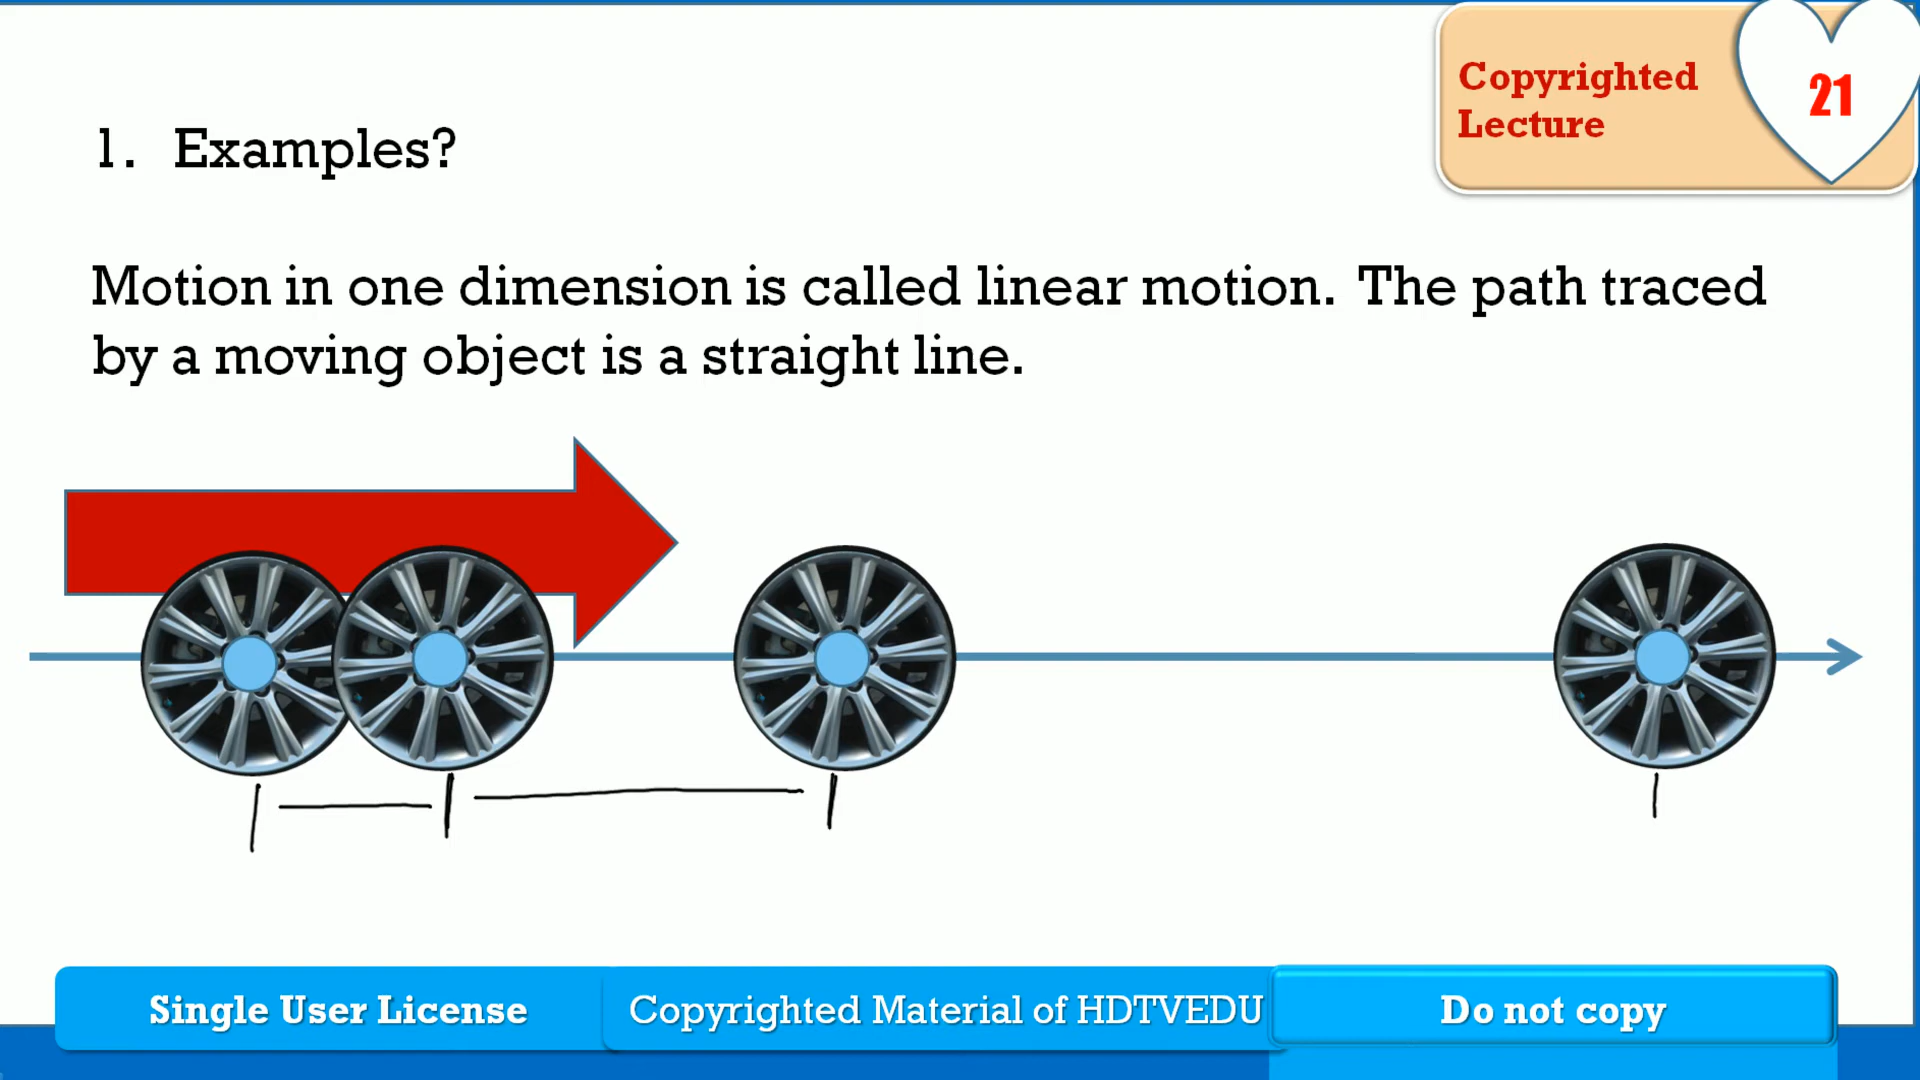 Copyrighted
Lecture
21
1. Examples?
Motion in one dimension is called linear motion. The path traced
by a moving object is a straight line.
Single User License
Copyrighted Material of HDTVEDU
Do not copy